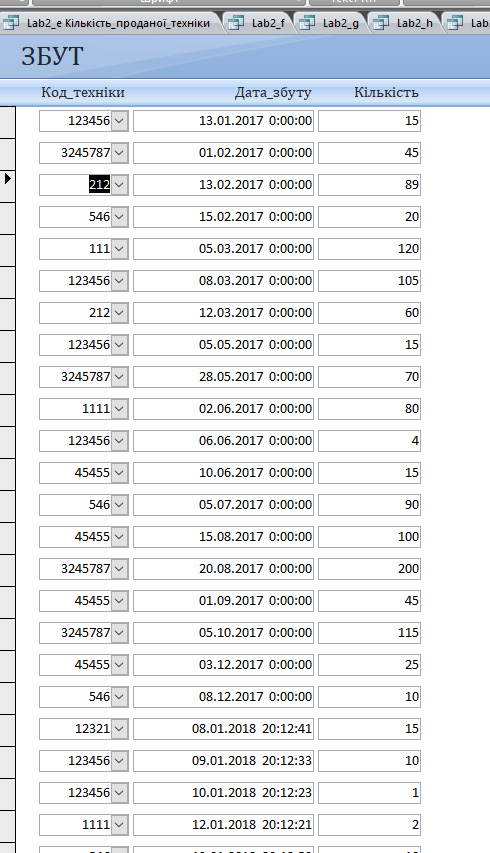 Lab2_e Кількість_проданої_техніки Lab2_f Lab2_g Lab2_h Lab
ЗБУТ
Код_техніки Дата_збуту Кількість
123456 13.01.2017 0:00:00 15
3245787 01.02.2017 0:00:00 45
212 13.02.2017 0:00:00 89
546 15.02.2017 0:00:00 20
111 05.03.2017 0:00:00 120
123456 08.03.2017 0:00:00 105
212 12.03.2017 0:00:00 60
123456 05.05.2017 0:00:00 15
3245787 28.05.2017 0:00:00 70
1111 02.06.2017 0:00:00 80
123456 06.06.2017 0:00:00 4
45455 10.06.2017 0:00:00 15
546 05.07.2017 0:00:00 90
45455 15.08.2017 0:00:00 100
3245787 20.08.2017 0:00:00 200
45455 01.09.2017 0:00:00 45
3245787 05.10.2017 0:00:00 115
45455 03.12.2017 0:00:00 25
546 08.12.2017 0:00:00 10
12321 08.01.2018 20:12:41 15
123456 09.01.2018 20:12:33 10
123456 10.01.2018 20:12:23 1
1111 12.01.2018 20:12:21 2